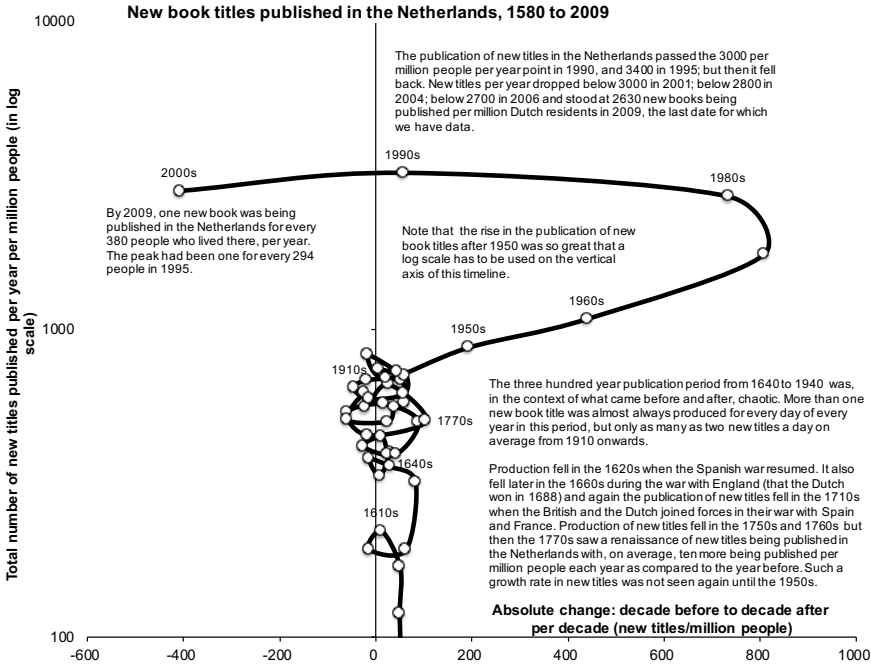 New book titles published in the Netherlands, 1580 to 2009
10000
The publication of new titles in the Netherlands passed the 3000 per
million people per year point in 1990, and 3400 in 1995; but then it fell
back. New titles per year dropped below 3000 in 2001; below 2800 in
2004; below 2700 in 2006 and stood at 2630 new books being
published per million Dutch residents in 2009, the last date for which
we have data.
1990s
2000s
1980s
By 2009, one new book was being
published in the Netherlands for every
380 people who lived there, per year.
The peak had been one for every 294
people in 1995.
Note that the rise in the publication of new
book titles after 1950 was so great that a
log scale has to be used on the vertical
axis of this timeline.
Total number of new titles published per year per million people (in log
scale)
1960s
1000
1950s
1910s
The three hundred year publication period from 1640 to 1940 was,
in the context of what came before and after, chaotic. More than one
new book title was almost always produced for every day of every
year in this period, but only as many as two new titles a day on
average from 1910 onwards.
1770s
1640s
Production fell in the 1620s when the Spanish war resumed. It also
fell later in the 1660s during the war with England (that the Dutch
won in 1688) and again the publication of new titles fell in the 1710s
when the British and the Dutch joined forces in their war with Spain
and France. Production of new titles fell in the 1750s and 1760s but
then the 1770s saw a renaissance of new titles being published in
the Netherlands with, on average, ten more being published per
million people each year as compared to the year before. Such a
growth rate in new titles was not seen again until the 1950s.
1610s
Absolute change: decade before to decade after
per decade (new titles/million people)
100
-600 -400 -200 0 200 400 600 800 1000